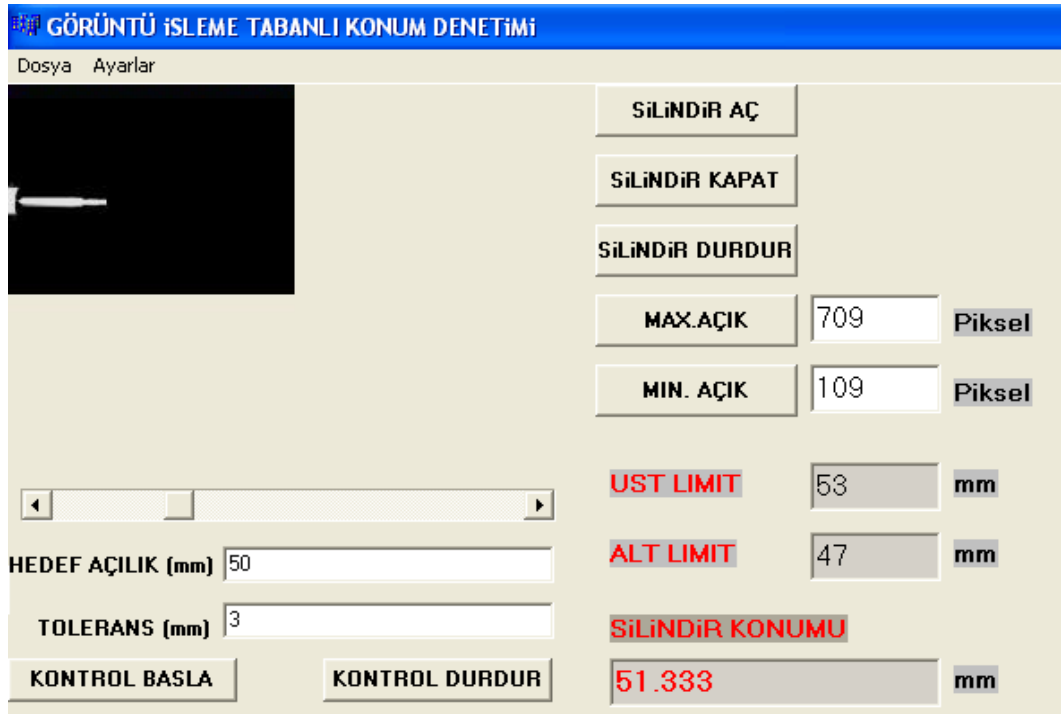 GÖRÜNTÜ iSLEME TABANLI KONUM DENETiMi
Dosya Ayarlar
SiLiNDiR AÇ
SiLiNDiR KAPAT
SiLiNDiR DURDUR
MAX.AÇIK 709 Piksel
MIN. AÇIK 109 Piksel
UST LIMIT 53 mm
ALT LIMIT 47 mm
HEDEF AÇILIK (mm) 50
TOLERANS (mm) 3
SiLiNDiR KONUMU
KONTROL BASLA KONTROL DURDUR
51.333 mm